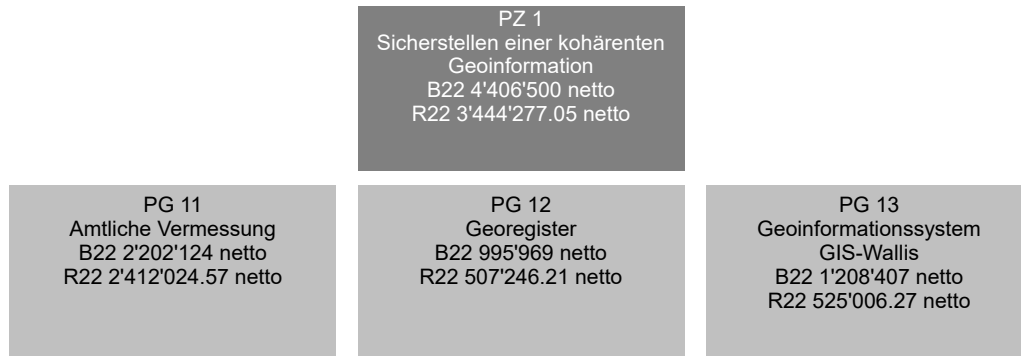 PZ 1
Sicherstellen einer kohärenten
Geoinformation
B22 4'406'500 netto
R22 3'444'277.05 netto
PG 11
Amtliche Vermessung
B22 2'202'124 netto
R22 2'412'024.57 netto
PG 12
Georegister
B22 995'969 netto
R22 507'246.21 netto
PG 13
Geoinformationssystem
GIS-Wallis
B22 1'208'407 netto
R22 525'006.27 netto